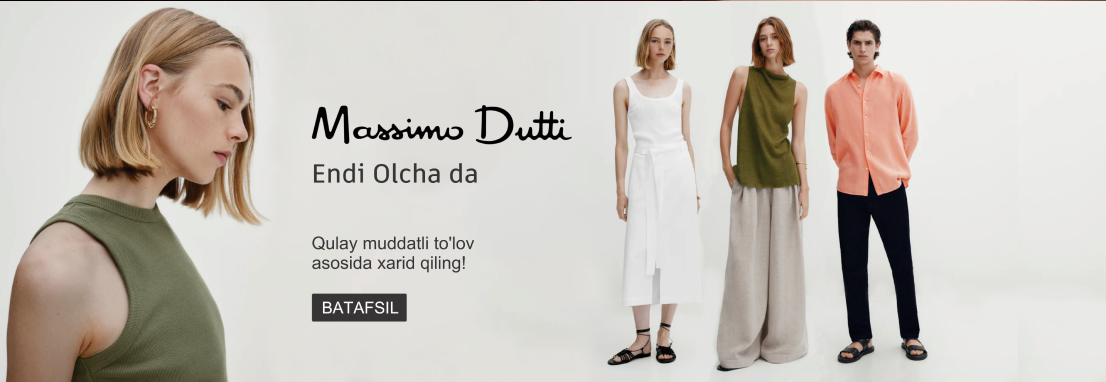 Massimo Dutti
Endi Olcha da
Qulay muddatli to'lov
asosida xarid qiling!
BATAFSIL